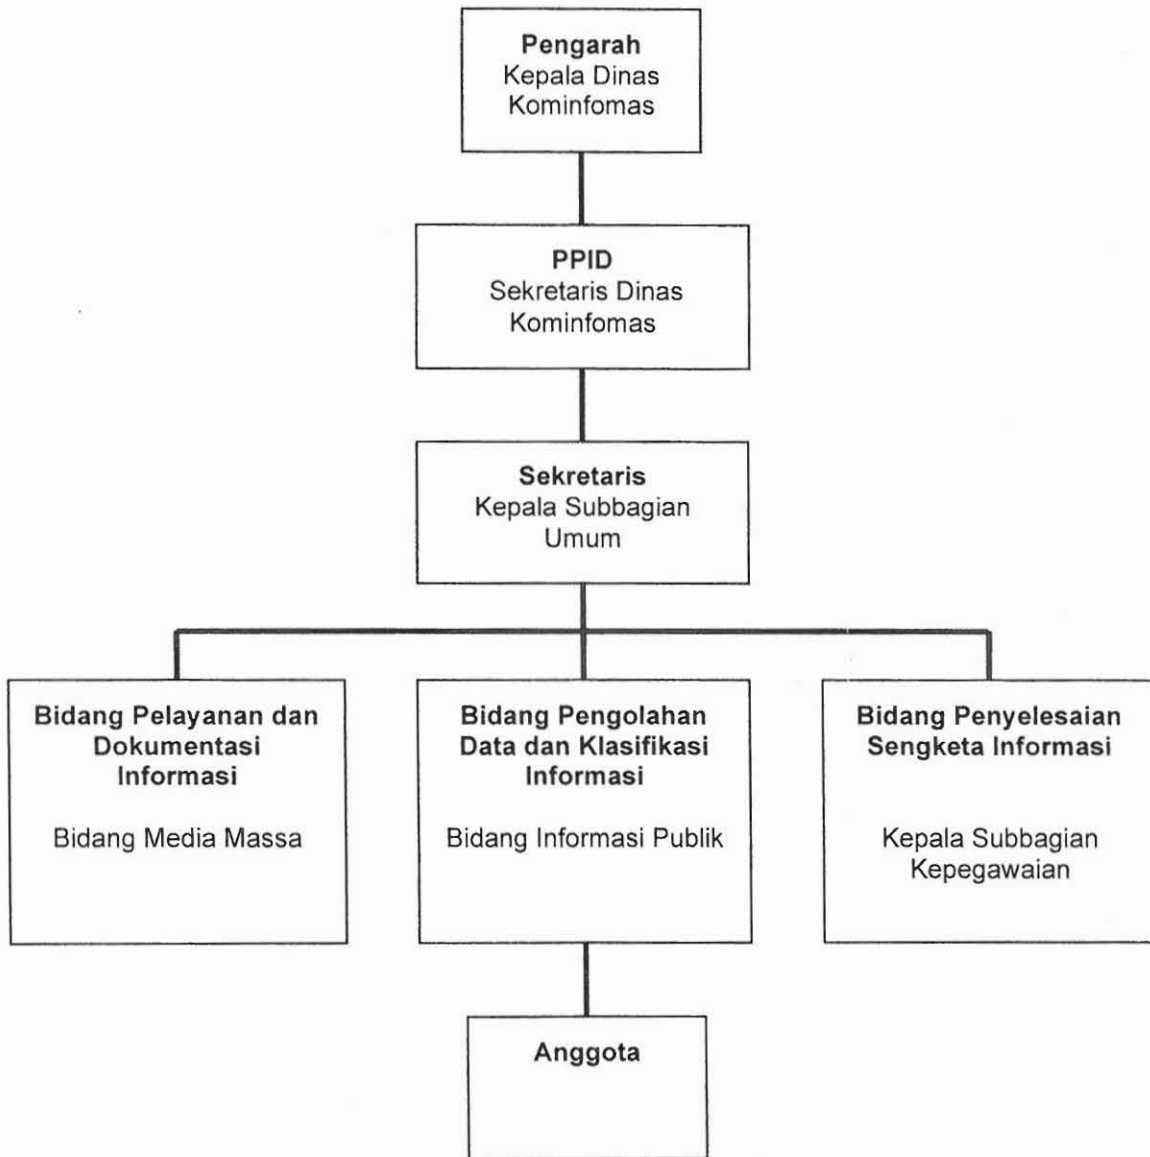 Pengarah
Kepala Dinas
Kominfomas
PPID
Sekretaris Dinas
Kominfomas
Sekretaris
Kepala Subbagian
Umum
Bidang Pelayanan dan
Dokumentasi
Informasi
Bidang Media Massa
Bidang Pengolahan
Data dan Klasifikasi
Informasi
Bidang Informasi Publik
Bidang Penyelesaian
Sengketa Informasi
Kepala Subbagian
Kepegawaian
Anggota